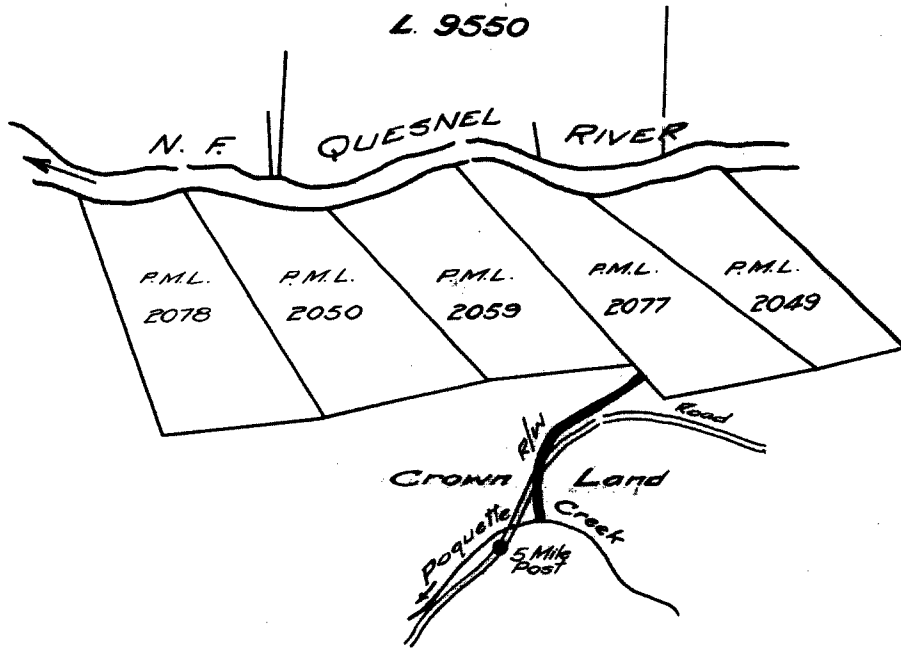 L. 9550
N. F. QUESNEL RIVER
P.M.L.
2078
P.M.L.
2050
P.M.L.
2059
P.M.L.
2077
P.M.L.
2049
R/W
Road
Crown Land
Poquette Creek
5 Mile
Post